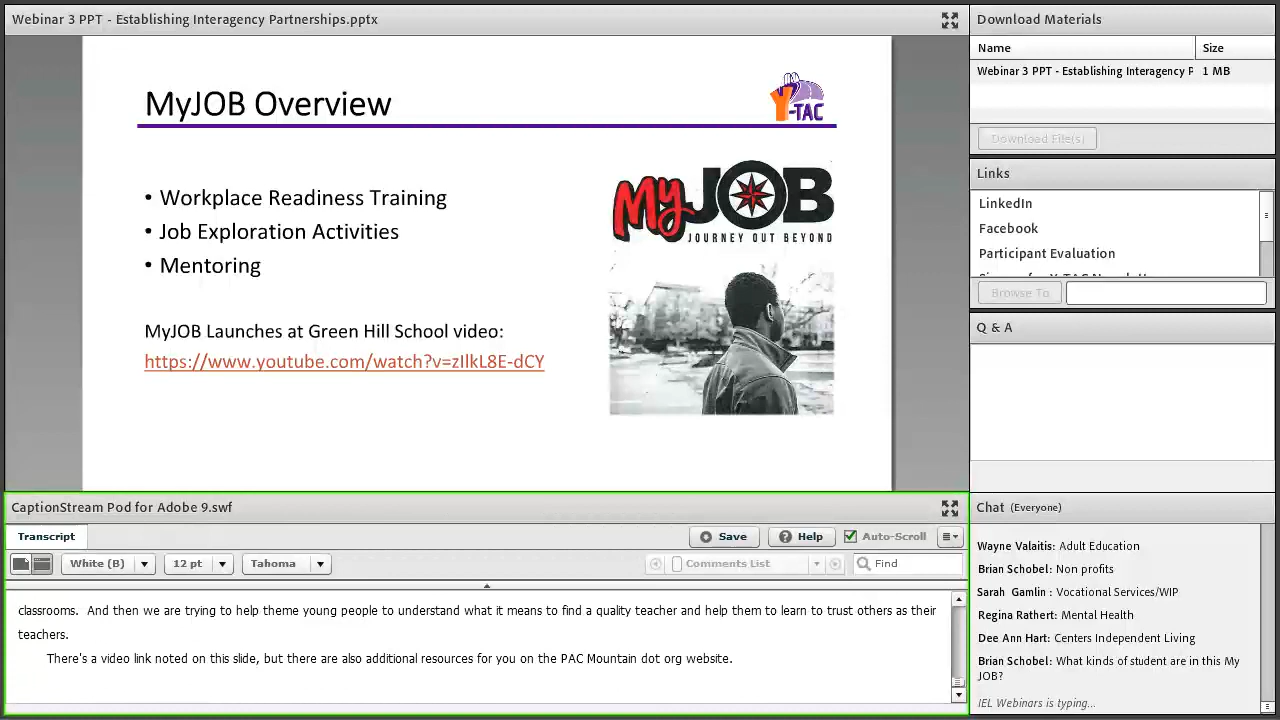 Webinar 3 PPT - Establishing Interagency Partnerships.pptx
MyJOB Overview
Y-TAC
• Workplace Readiness Training
• Job Exploration Activities
• Mentoring
MyJOB Launches at Green Hill School video:
https://www.youtube.com/watch?v=zIlkL8E-dCY
My JOB
JOURNEY OUT BEYOND
CaptionStream Pod for Adobe 9.swf
Transcript
Save
Help
Auto-Scroll
White (B)
12 pt
Tahoma
Comments List
Find
classrooms. And then we are trying to help theme young people to understand what it means to find a quality teacher and help them to learn to trust others as their
teachers.
There's a video link noted on this slide, but there are also additional resources for you on the PAC Mountain dot org website.
Download Materials
Name Size
Webinar 3 PPT - Establishing Interagency P 1 MB
Download File(s)
Links
LinkedIn
Facebook
Participant Evaluation
Browse To
Q & A
Chat (Everyone)
Wayne Valaitis: Adult Education
Brian Schobel: Non profits
Sarah Gamlin : Vocational Services/WIP
Regina Rathert: Mental Health
Dee Ann Hart: Centers Independent Living
Brian Schobel: What kinds of student are in this My
JOB?
IEL Webinars is typing...